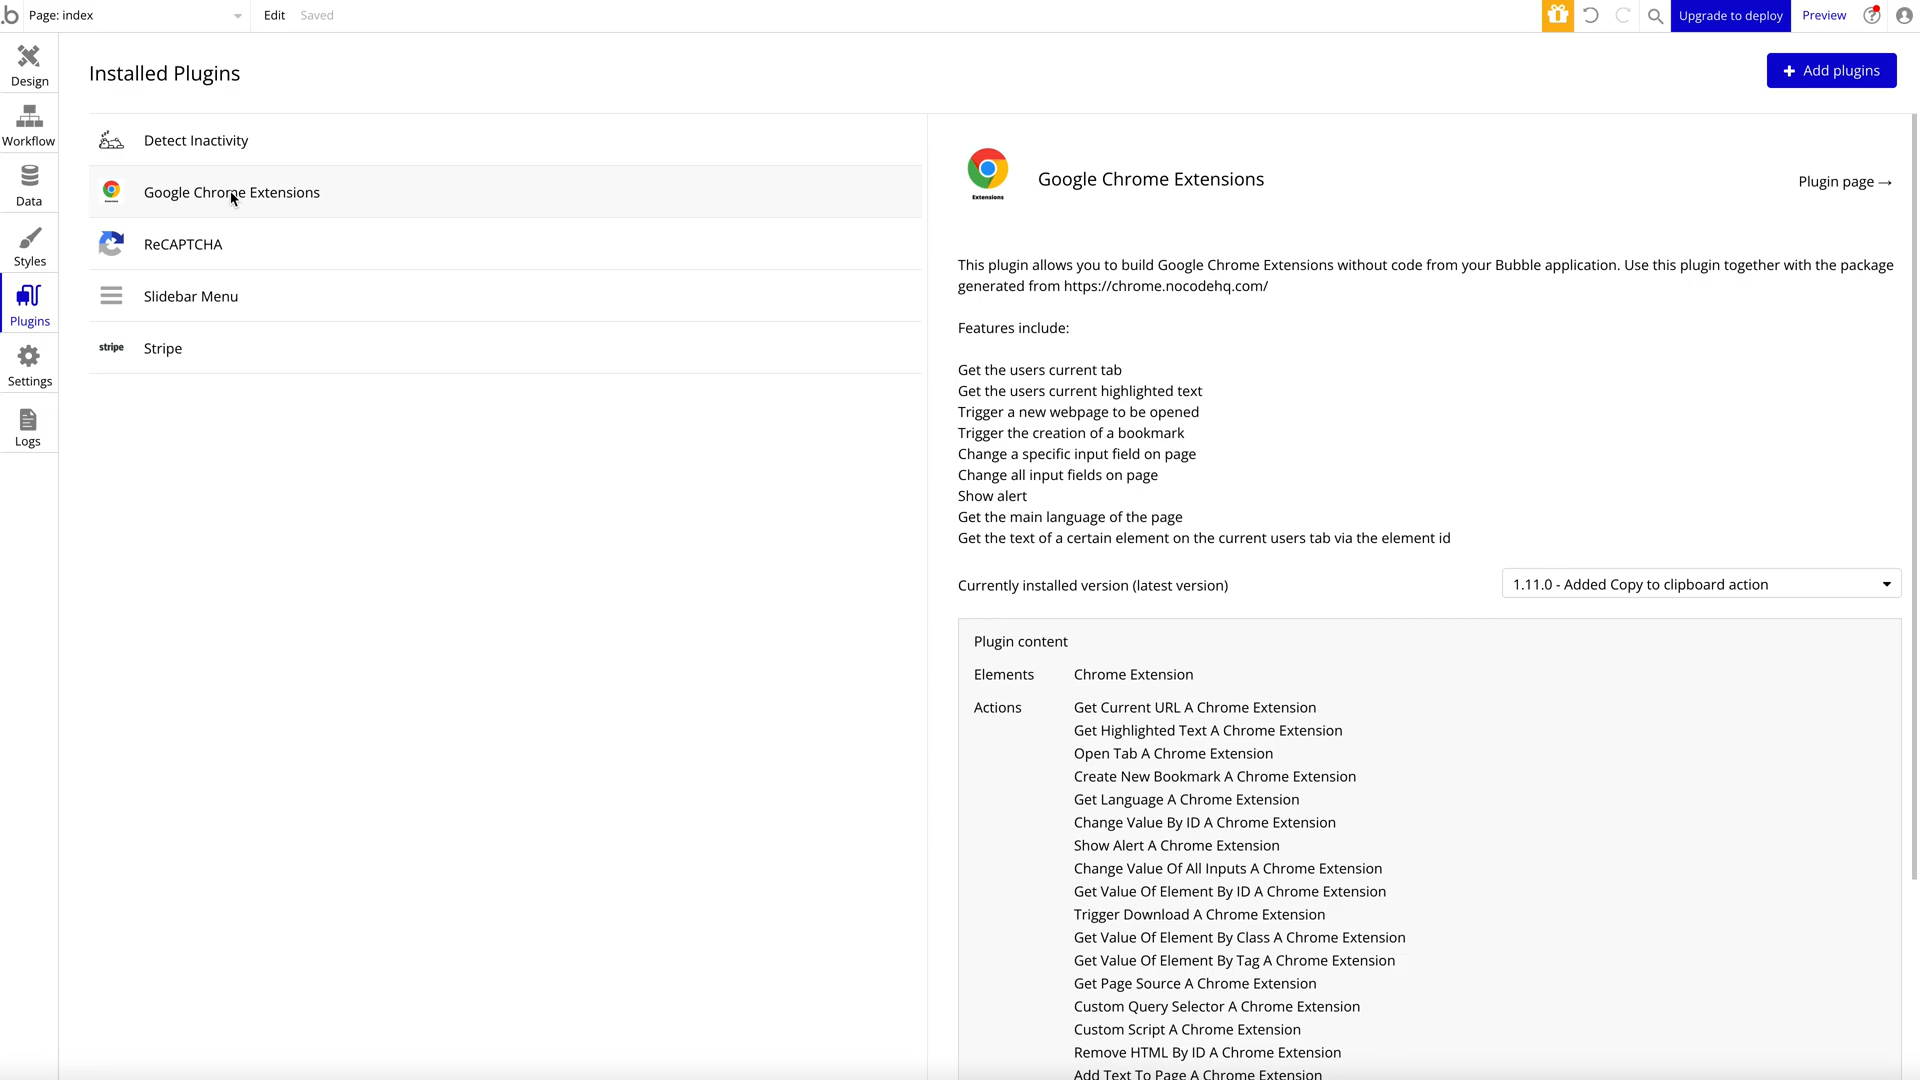 Page: index
Edit
Saved
Upgrade to deploy
Preview
Design
Workflow
Data
Styles
Plugins
Settings
Logs
Installed Plugins
Add plugins
Detect Inactivity
Google Chrome Extensions
ReCAPTCHA
Slidebar Menu
stripe
Stripe
Extensions
Google Chrome Extensions
Plugin page →
This plugin allows you to build Google Chrome Extensions without code from your Bubble application. Use this plugin together with the package
generated from https://chrome.nocodehq.com/
Features include:
Get the users current tab
Get the users current highlighted text
Trigger a new webpage to be opened
Trigger the creation of a bookmark
Change a specific input field on page
Change all input fields on page
Show alert
Get the main language of the page
Get the text of a certain element on the current users tab via the element id
Currently installed version (latest version)
1.11.0 - Added Copy to clipboard action
Plugin content
Elements
Chrome Extension
Actions
Get Current URL A Chrome Extension
Get Highlighted Text A Chrome Extension
Open Tab A Chrome Extension
Create New Bookmark A Chrome Extension
Get Language A Chrome Extension
Change Value By ID A Chrome Extension
Show Alert A Chrome Extension
Change Value Of All Inputs A Chrome Extension
Get Value Of Element By ID A Chrome Extension
Trigger Download A Chrome Extension
Get Value Of Element By Class A Chrome Extension
Get Value Of Element By Tag A Chrome Extension
Get Page Source A Chrome Extension
Custom Query Selector A Chrome Extension
Custom Script A Chrome Extension
Remove HTML By ID A Chrome Extension
Add Text To Page A Chrome Extension